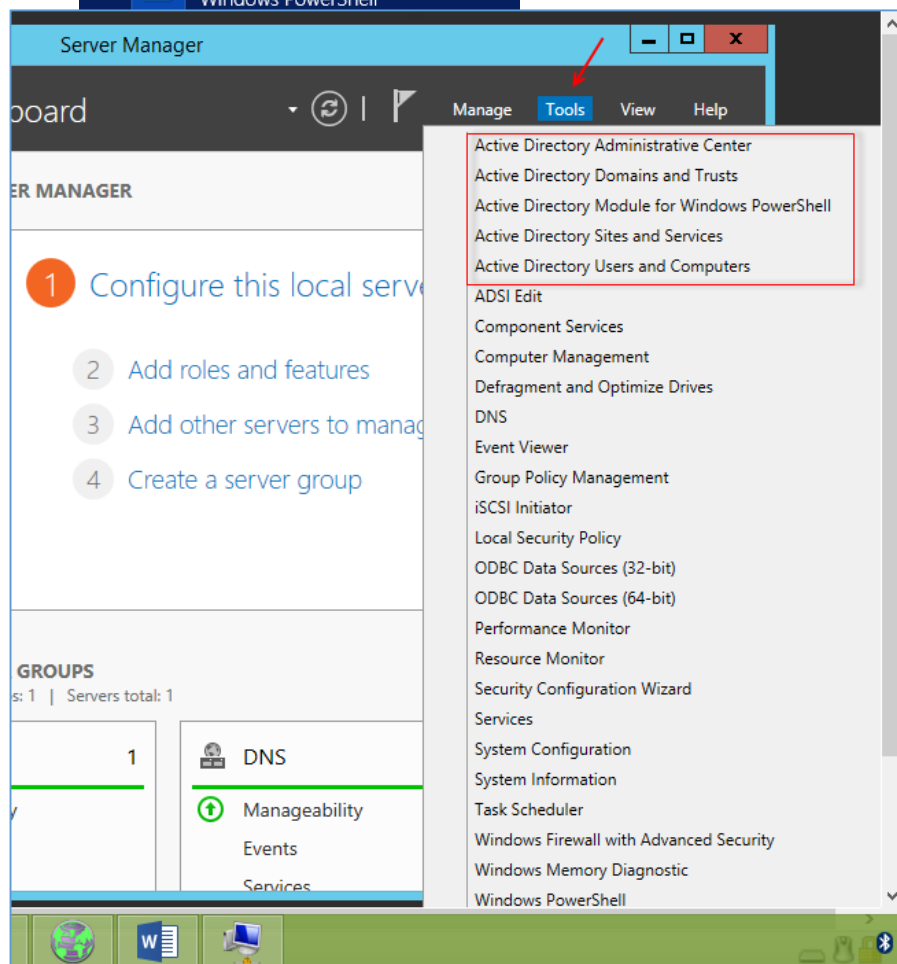 Windows PowerShell
Server Manager
board
Manage Tools View Help
ER MANAGER
1 Configure this local serve
2 Add roles and features
3 Add other servers to manag
4 Create a server group
GROUPS
s: 1 | Servers total: 1
1
y
DNS
Manageability
Events
Services
Active Directory Administrative Center
Active Directory Domains and Trusts
Active Directory Module for Windows PowerShell
Active Directory Sites and Services
Active Directory Users and Computers
ADSI Edit
Component Services
Computer Management
Defragment and Optimize Drives
DNS
Event Viewer
Group Policy Management
iSCSI Initiator
Local Security Policy
ODBC Data Sources (32-bit)
ODBC Data Sources (64-bit)
Performance Monitor
Resource Monitor
Security Configuration Wizard
Services
System Configuration
System Information
Task Scheduler
Windows Firewall with Advanced Security
Windows Memory Diagnostic
Windows PowerShell